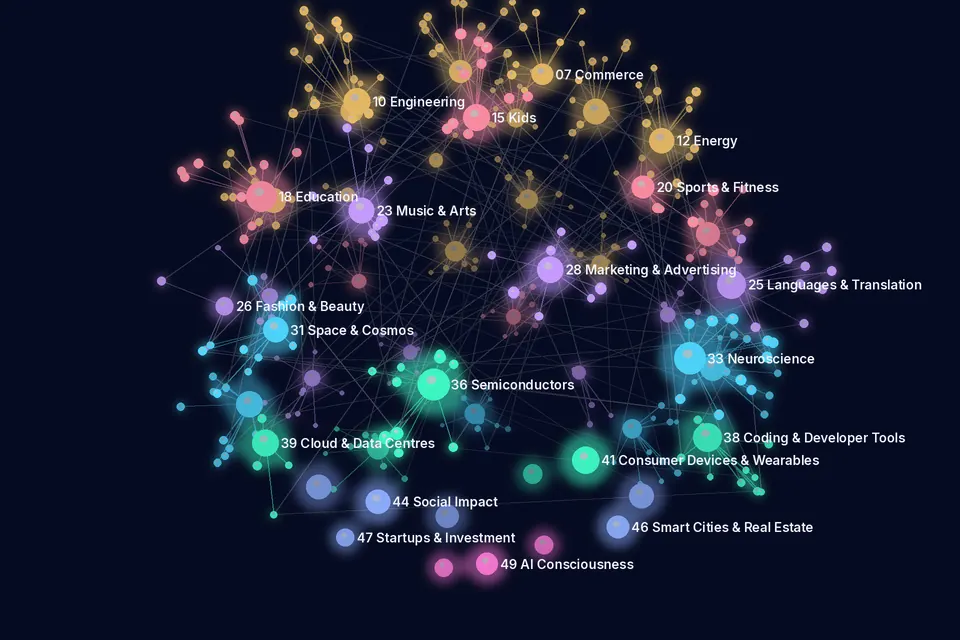 07 Commerce
10 Engineering
15 Kids
12 Energy
20 Sports & Fitness
18 Education
23 Music & Arts
28 Marketing & Advertising
25 Languages & Translation
26 Fashion & Beauty
31 Space & Cosmos
33 Neuroscience
36 Semiconductors
38 Coding & Developer Tools
39 Cloud & Data Centres
41 Consumer Devices & Wearables
44 Social Impact
46 Smart Cities & Real Estate
47 Startups & Investment
49 AI Consciousness